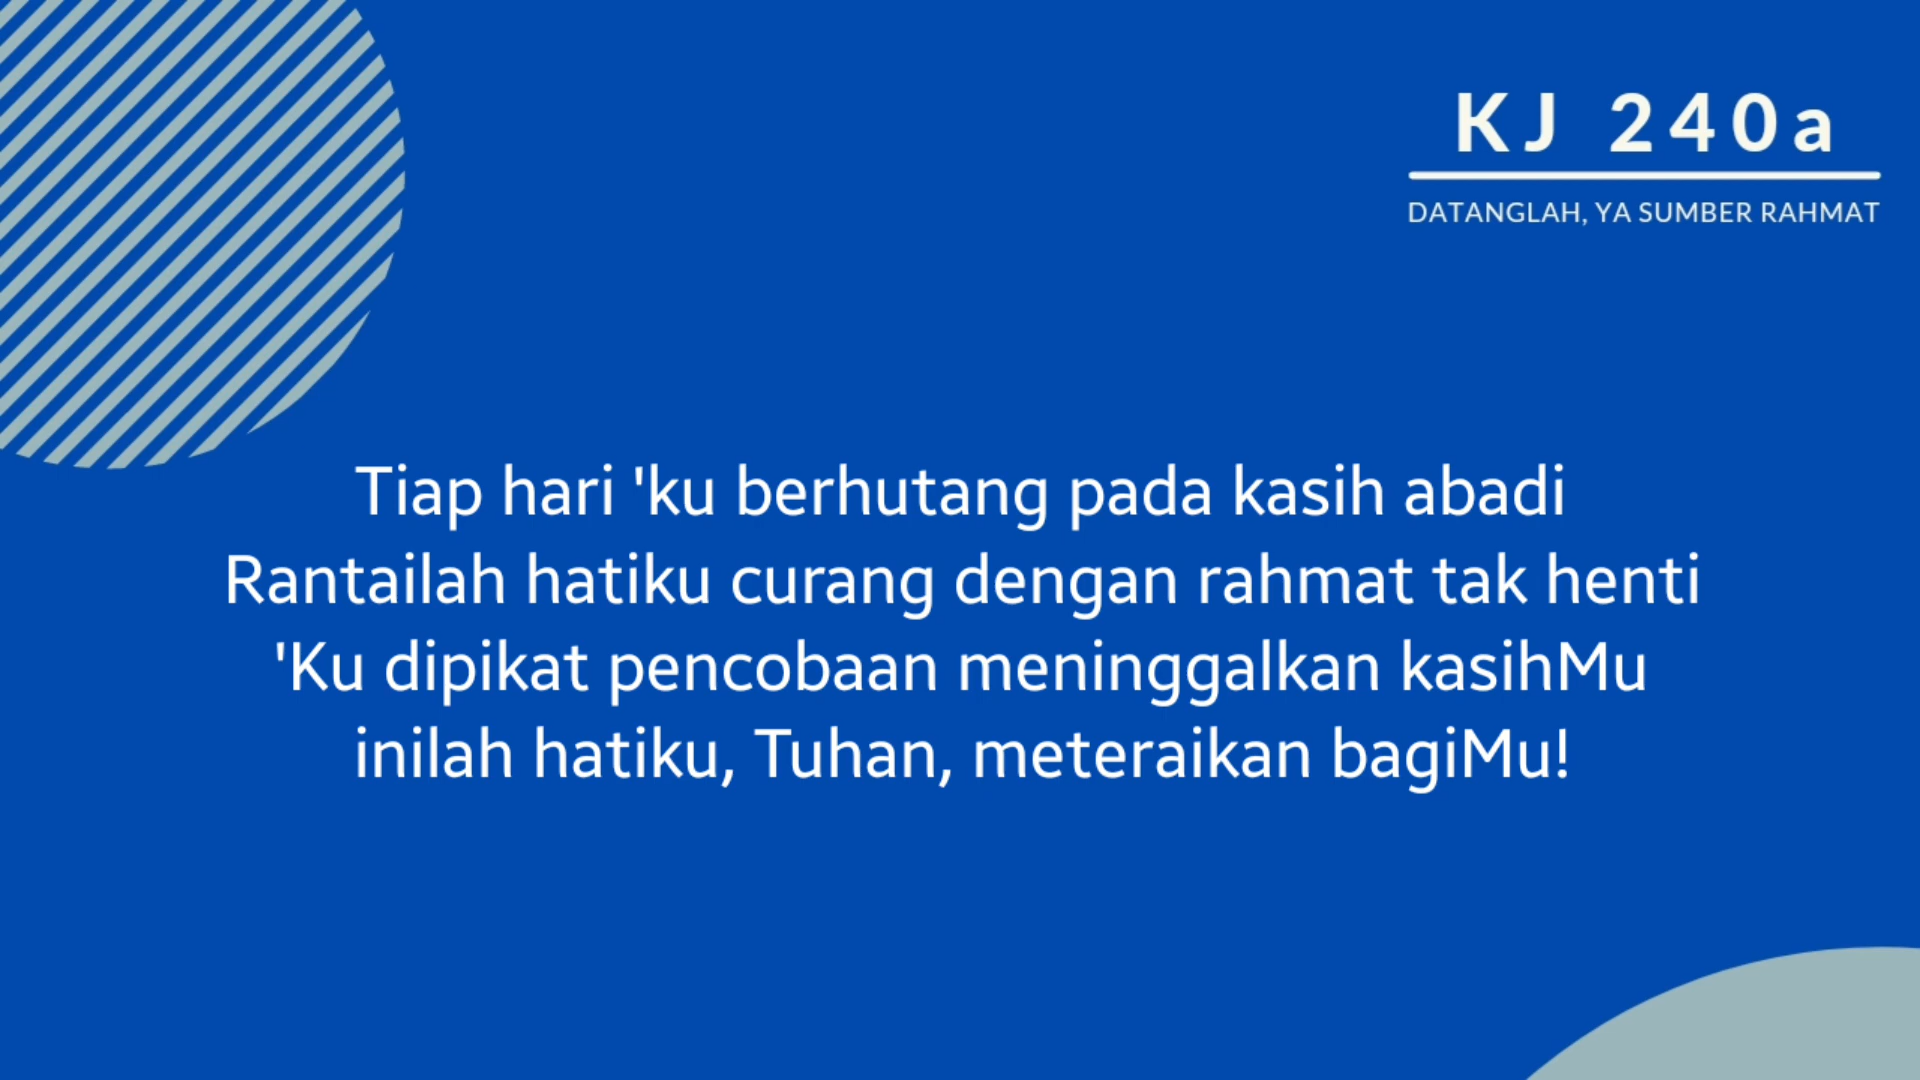 KJ 240a
DATANGLAH, YA SUMBER RAHMAT
Tiap hari 'ku berhutang pada kasih abadi
Rantailah hatiku curang dengan rahmat tak henti
'Ku dipikat pencobaan meninggalkan kasihMu
inilah hatiku, Tuhan, meteraikan bagiMu!